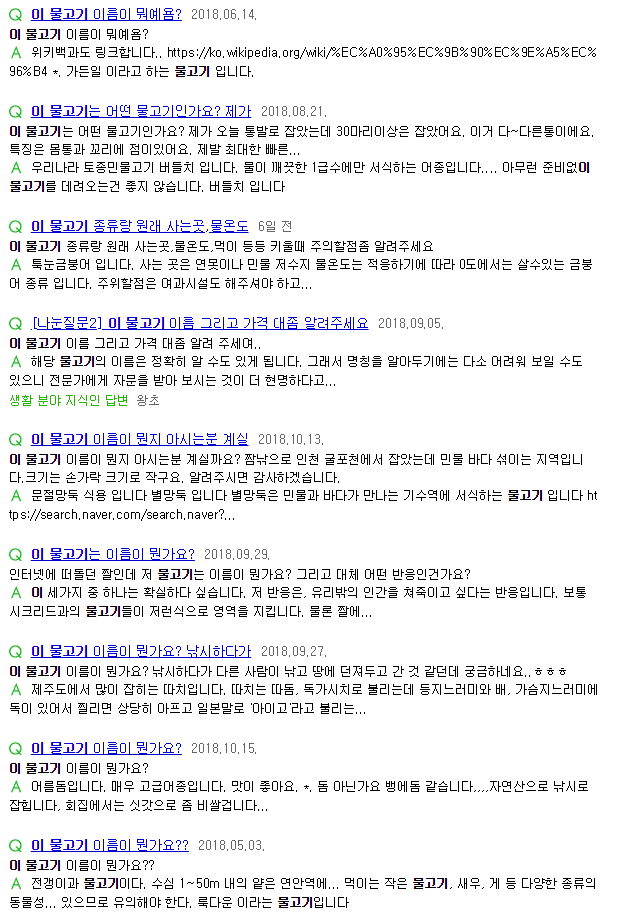 Q 이 물고기 이름이 뭐예욤? 2018.06.14.
이 물고기 이름이 뭐예욤?
A 위키백과도 링크합니다.. https://ko.wikipedia.org/wiki/%EC%A0%95%EC%9B%90%EC%9E%A5%EC%
96%B4 *. 가든일 이라고 하는 물고기 입니다.
Q 이 물고기는 어떤 물고기인가요? 제가 2018.08.21.
이 물고기는 어떤 물고기인가요? 제가 오늘 통발로 잡았는데 30마리이상은 잡았어요. 이거 다~다른통이에요.
특징은 몸통과 꼬리에 점이있어요. 제발 최대한 빠른...
A 우리나라 토종민물고기 버들치 입니다. 물이 깨끗한 1급수에만 서식하는 어종입니다.... 아무런 준비없이
물고기를 데려오는건 좋지 않습니다. 버들치 입니다
Q 이 물고기 종류랑 원래 사는곳,물온도 6일 전
이 물고기 종류랑 원래 사는곳,물온도,먹이 등등 키울때 주의할점좀 알려주세요
A 툭눈금붕어 입니다. 사는 곳은 연못이나 민물 저수지 물온도는 적응하기에 따라 0도에서는 살수있는 금붕
어 종류 입니다. 주위할점은 여과시설도 해주셔야 하고...
Q [나눈질문2] 이 물고기 이름 그리고 가격 대좀 알려주세요 2018.09.05.
이 물고기 이름 그리고 가격 대좀 알려 주세여..
A 해당 물고기의 이름은 정확히 알 수도 있게 됩니다. 그래서 명칭을 알아두기에는 다소 어려워 보일 수도
있으니 전문가에게 자문을 받아 보시는 것이 더 현명하다고...
생활 분야 지식인 답변 왕초
Q 이 물고기 이름이 뭔지 아시는분 계실 2018.10.13.
이 물고기 이름이 뭔지 아시는분 계실까요? 짬낚으로 인천 굴포천에서 잡았는데 민물 바다 섞이는 지역입니
다.크기는 손가락 크기로 작구요. 알려주시면 감사하겠습니다.
A 문절망둑 식용 입니다 별망둑 입니다 별망둑은 민물과 바다가 만나는 기수역에 서식하는 물고기 입니다 ht
tps://search.naver.com/search.naver?...
Q 이 물고기는 이름이 뭔가요? 2018.09.29.
인터넷에 떠돌던 짤인데 저 물고기는 이름이 뭔가요? 그리고 대체 어떤 반응인건가요?
A 이 세가지 중 하나는 확실하다 싶습니다. 저 반응은, 유리밖의 인간을 쳐죽이고 싶다는 반응입니다. 보통
시크리드과의 물고기들이 저런식으로 영역을 지킵니다. 물론 짤에...
Q 이 물고기 이름이 뭔가요? 낚시하다가 2018.09.27.
이 물고기 이름이 뭔가요? 낚시하다가 다른 사람이 낚고 땅에 던져두고 간 것 같던데 궁금하네요..ㅎㅎㅎ
A 제주도에서 많이 잡히는 따치입니다. 따치는 따돔, 독가시치로 불리는데 등지느러미와 배, 가슴지느러미에
독이 있어서 찔리면 상당히 아프고 일본말로 '아이고'라고 불리는...
Q 이 물고기 이름이 뭔가요? 2018.10.15.
이 물고기 이름이 뭔가요?
A 여름돔입니다. 매우 고급어종입니다. 맛이 좋아요. *. 돔 아닌가요 뱅에돔 같습니다,,,,자연산으로 낚시로
잡힙니다. 회집에서는 싯갓으로 좀 비쌀겁니다...
Q 이 물고기 이름이 뭔가요?? 2018.05.03.
이 물고기 이름이 뭔가요??
A 전갱이과 물고기이다. 수심 1~50m 내의 얕은 연안역에... 먹이는 작은 물고기, 새우, 게 등 다양한 종류의
동물성... 있으므로 유의해야 한다. 룩다운 이라는 물고기입니다